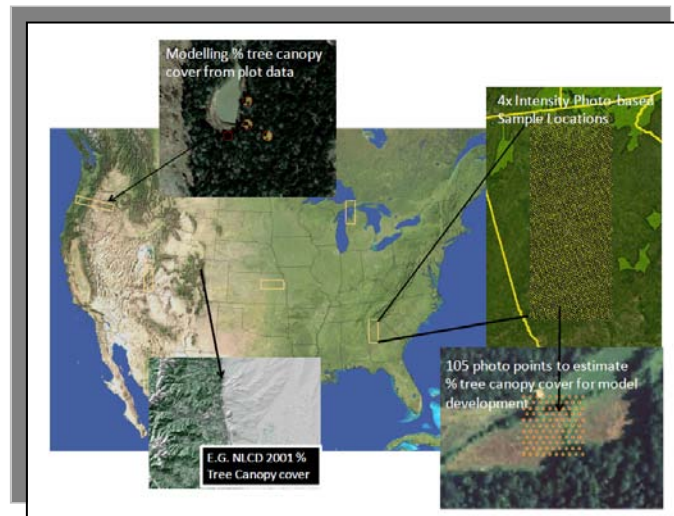 Modelling % tree canopy
cover from plot data
4x Intensity Photo-based
Sample Locations
105 photo points to estimate
% tree canopy cover for model
development
E.G. NLCD 2001 %
Tree Canopy cover